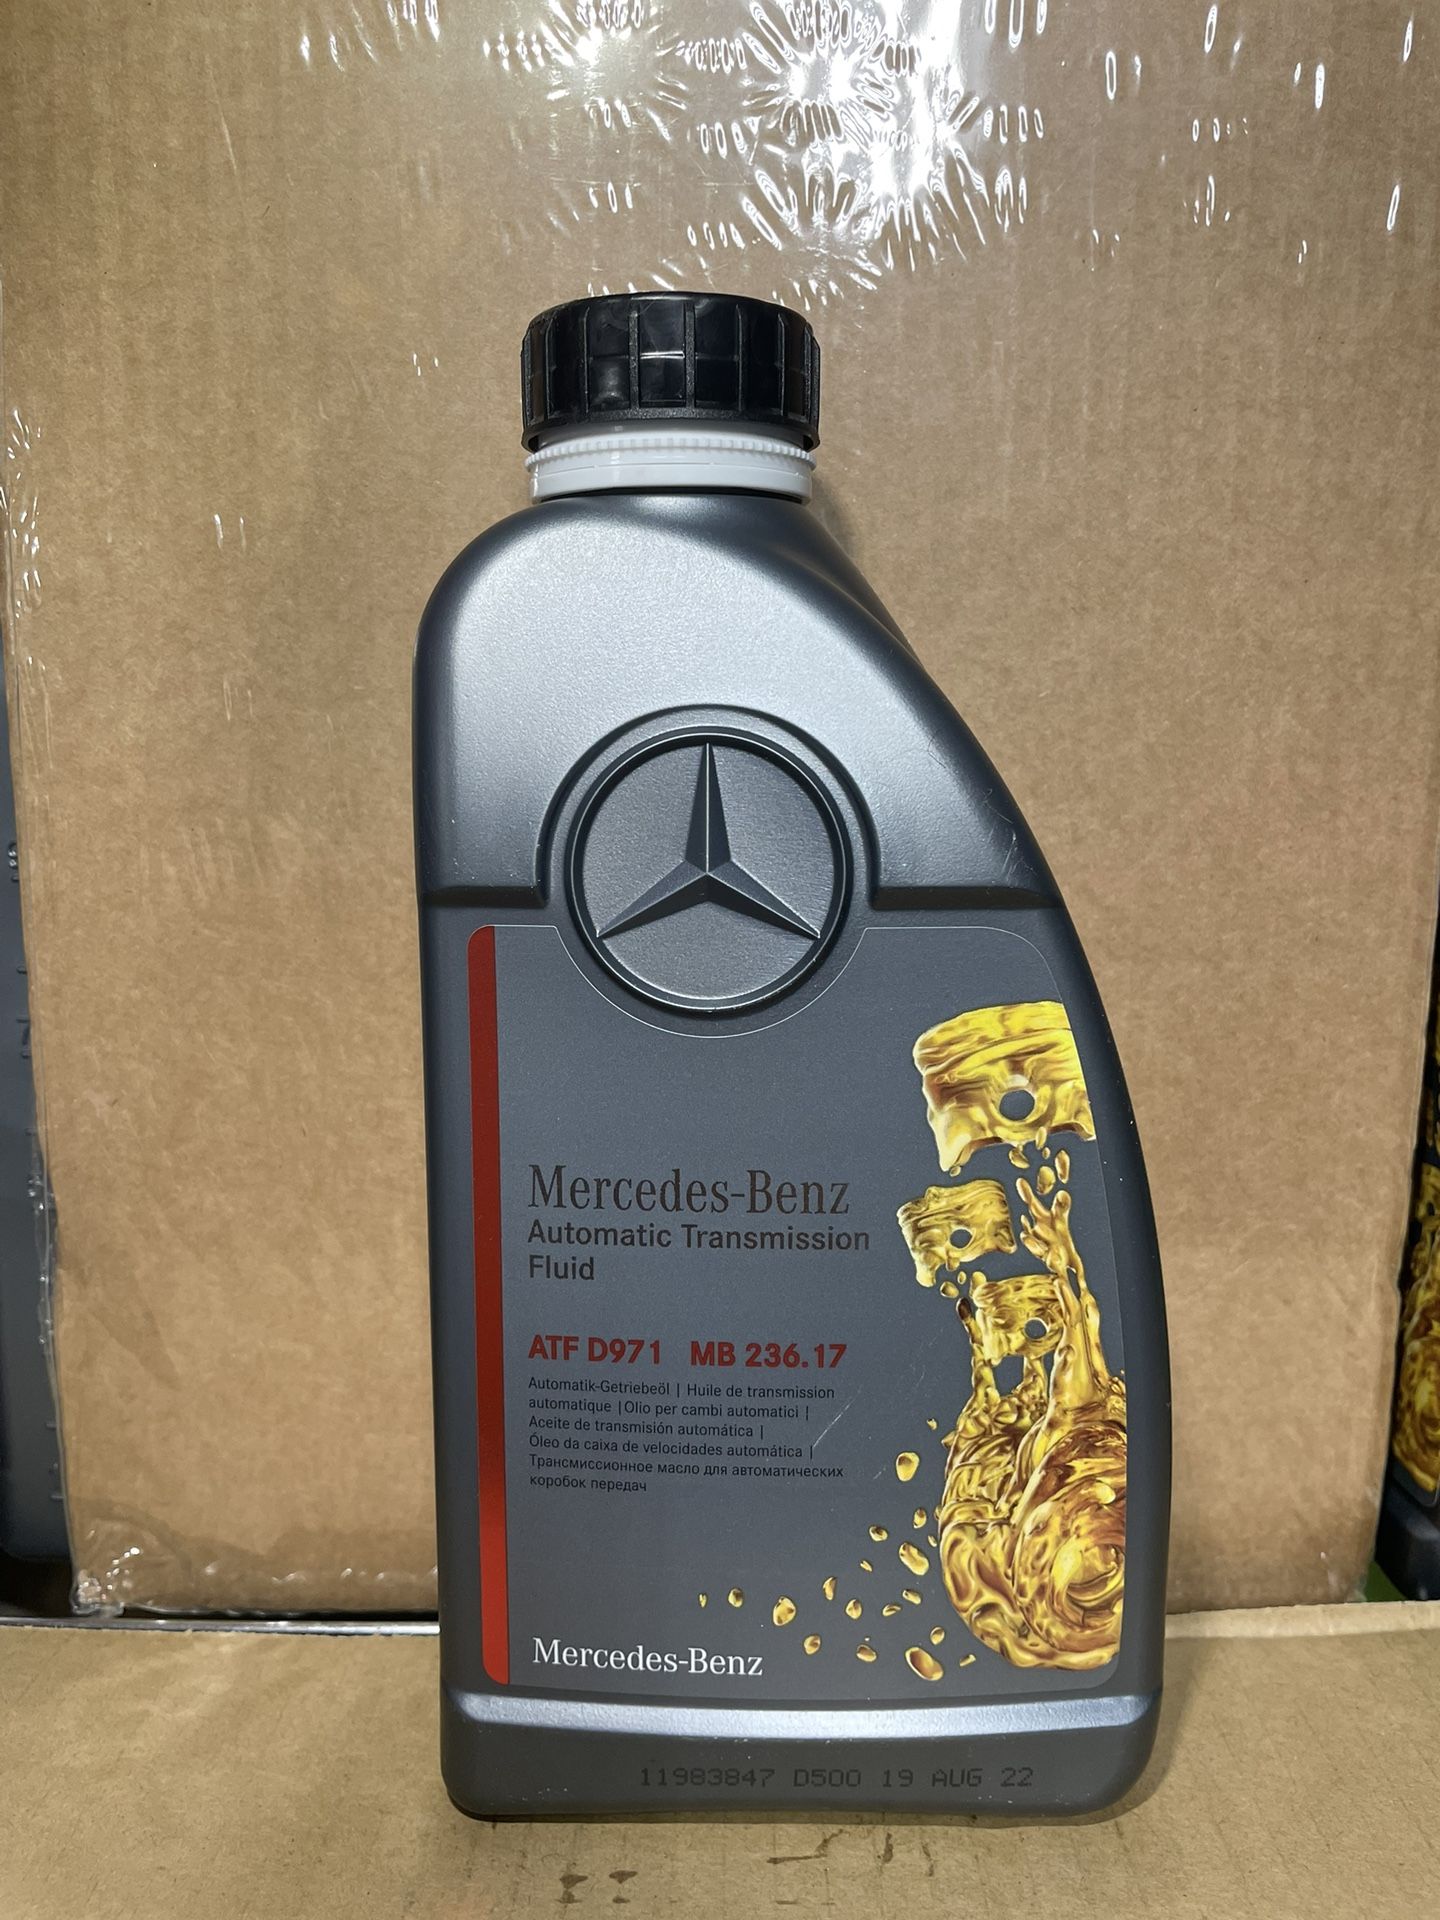 Mercedes-Benz
Automatic Transmission
Fluid
ATF D971 MB 236.17
Automatik-Getriebeöl | Huile de transmission
automatique | Olio per cambi automatici |
Aceite de transmisión automática |
Óleo da caixa de velocidades automática |
Трансмиссионное масло для автоматических
коробок передач
Mercedes-Benz
11983847 D500 19 AUG 22